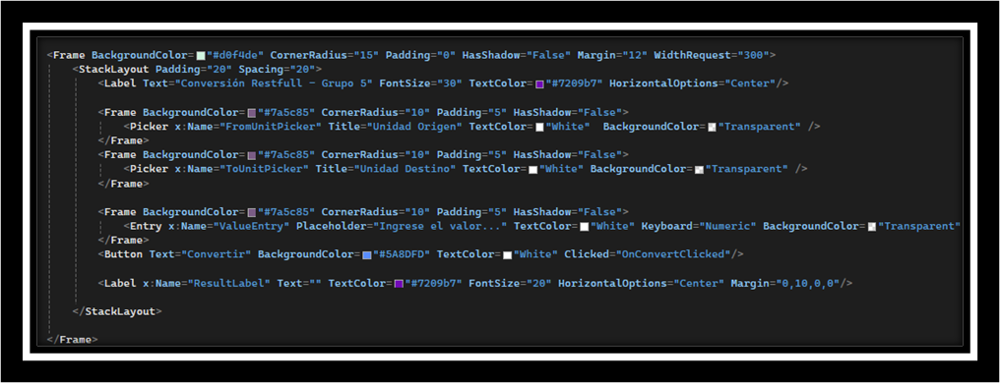 <Frame BackgroundColor="#d0f4de" CornerRadius="15" Padding="0" HasShadow="False" Margin="12" WidthRequest="300">
<StackLayout Padding="20" Spacing="20">
<Label Text="Conversión Restfull - Grupo 5" FontSize="30" TextColor="#7209b7" HorizontalOptions="Center"/>
<Frame BackgroundColor="#7a5c85" CornerRadius="10" Padding="5" HasShadow="False">
<Picker x:Name="FromUnitPicker" Title="Unidad Origen" TextColor="White"  BackgroundColor="Transparent" />
</Frame>
<Frame BackgroundColor="#7a5c85" CornerRadius="10" Padding="5" HasShadow="False">
<Picker x:Name="ToUnitPicker" Title="Unidad Destino" TextColor="White" BackgroundColor="Transparent" />
</Frame>
<Frame BackgroundColor="#7a5c85" CornerRadius="10" Padding="5" HasShadow="False">
<Entry x:Name="ValueEntry" Placeholder="Ingrese el valor..." TextColor="White" Keyboard="Numeric" BackgroundColor="Transparent"
</Frame>
<Button Text="Convertir" BackgroundColor="#5A8DFD" TextColor="White" Clicked="OnConvertClicked"/>
<Label x:Name="ResultLabel" Text="" TextColor="#7209b7" FontSize="20" HorizontalOptions="Center" Margin="0,10,0,0"/>
</StackLayout>
</Frame>